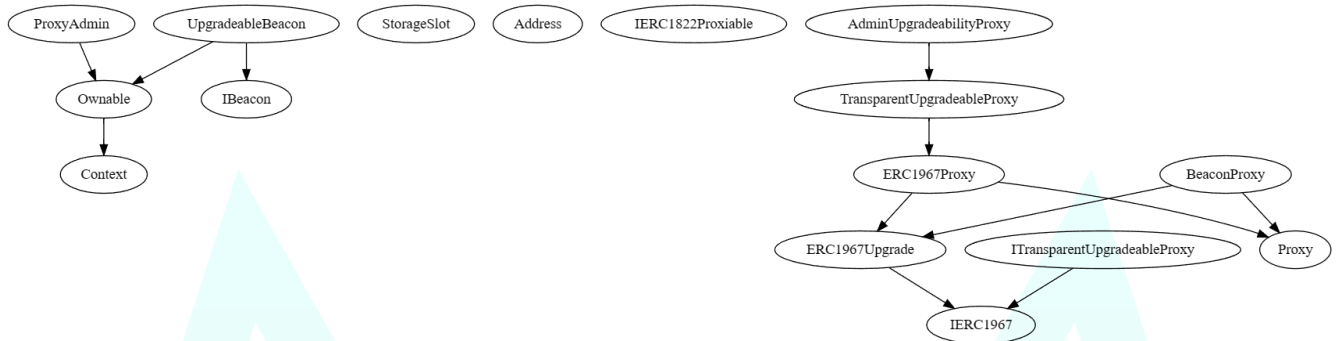 ProxyAdmin UpgradeableBeacon StorageSlot Address IERC1822Proxiable AdminUpgradeabilityProxy
Ownable IBeacon TransparentUpgradeableProxy
Context ERC1967Proxy BeaconProxy
ERC1967Upgrade ITransparentUpgradeableProxy Proxy
IERC1967